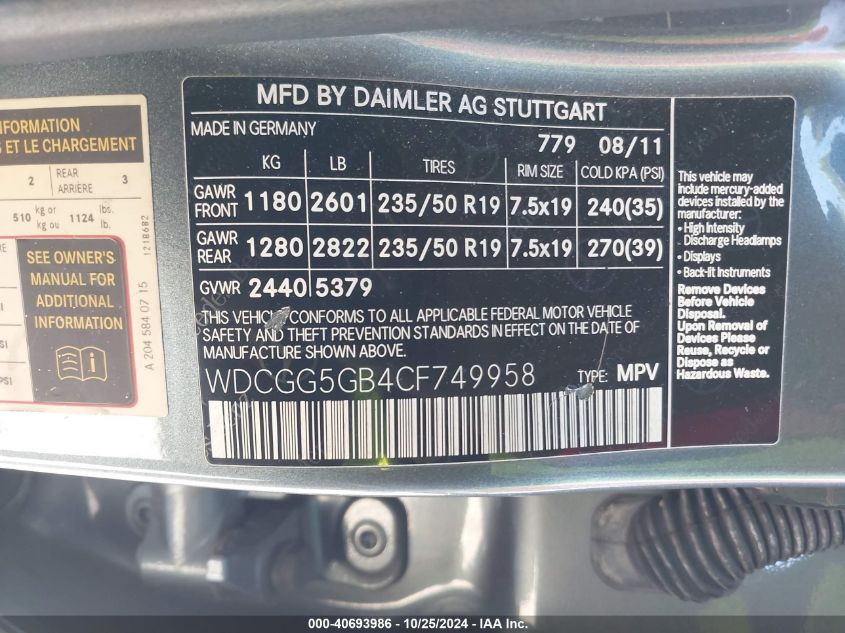 NFORMATION
ET LE CHARGEMENT
2 REAR ARRIÈRE 3
510 kg or kg ou 1124 lbs. lb.
SEE OWNER'S
MANUAL FOR
ADDITIONAL
INFORMATION
PSI
A 204 584 07 15
1218682
MFD BY DAIMLER AG STUTTGART
MADE IN GERMANY 779 08/11
KG LB TIRES RIM SIZE COLD KPA (PSI)
GAWR FRONT 1180 2601 235/50 R19 7.5x19 240(35)
GAWR REAR 1280 2822 235/50 R19 7.5x19 270(39)
GVWR 2440 5379
THIS VEHICLE CONFORMS TO ALL APPLICABLE FEDERAL MOTOR VEHICLE
SAFETY AND THEFT PREVENTION STANDARDS IN EFFECT ON THE DATE OF
MANUFACTURE SHOWN ABOVE.
WDCGG5GB4CF749958 TYPE: MPV
This vehicle may
include mercury-added
devices installed by the
manufacturer:
• High Intensity
Discharge Headlamps
• Displays
• Back-lit Instruments
Remove Devices
Before Vehicle
Disposal.
Upon Removal of
Devices Please
Reuse, Recycle or
Dispose as
Hazardous Waste.
000-40693986 - 10/25/2024 - IAA Inc.